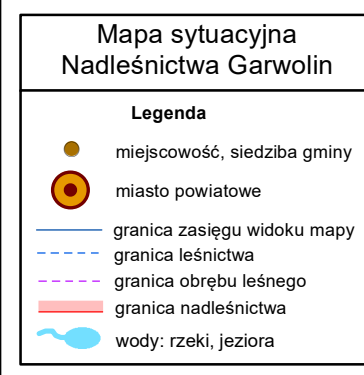 Mapa sytuacyjna
Nadleśnictwa Garwolin
Legenda
miejscowość, siedziba gminy
miasto powiatowe
granica zasięgu widoku mapy
granica leśnictwa
granica obrębu leśnego
granica nadleśnictwa
wody: rzeki, jeziora